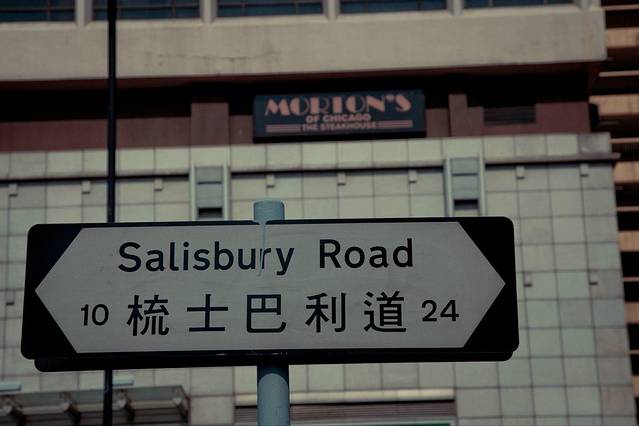 MORTON'S
OF CHICAGO
THE STEAKHOUSE
Salisbury Road
10 梳士巴利道 24